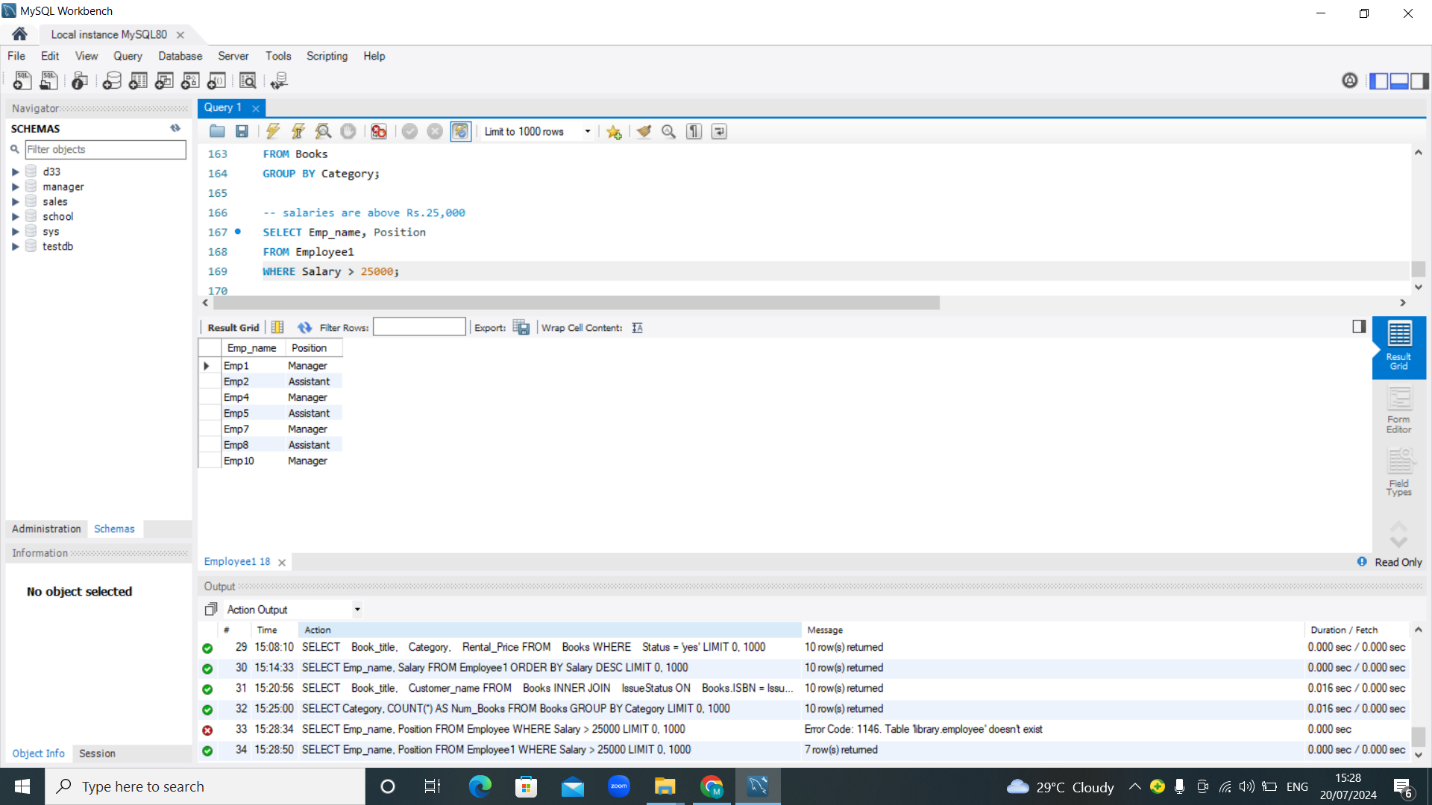 MySQL Workbench
Local instance MySQL80
File Edit View Query Database Server Tools Scripting Help
Navigator
SCHEMAS
Filter objects
d33
manager
sales
school
sys
testdb
Administration Schemas
Information
No object selected
Object Info Session
Query 1
Limit to 1000 rows
163 FROM Books
164 GROUP BY Category;
165
166 -- salaries are above Rs.25,000
167 SELECT Emp_name, Position
168 FROM Employee1
169 WHERE Salary > 25000;
170
Result Grid Filter Rows: Export: Wrap Cell Content:
Emp_name Position
Emp1 Manager
Emp2 Assistant
Emp4 Manager
Emp5 Assistant
Emp7 Manager
Emp8 Assistant
Emp10 Manager
Result
Grid
Form
Editor
Field
Types
Employee1 18
Read Only
Output
Action Output
# Time Action Message Duration / Fetch
29 15:08:10 SELECT Book_title, Category, Rental_Price FROM Books WHERE Status = 'yes' LIMIT 0, 1000 10 row(s) returned 0.000 sec / 0.000 sec
30 15:14:33 SELECT Emp_name, Salary FROM Employee1 ORDER BY Salary DESC LIMIT 0, 1000 10 row(s) returned 0.000 sec / 0.000 sec
31 15:20:56 SELECT Book_title, Customer_name FROM Books INNER JOIN IssueStatus ON Books.ISBN = Issu... 10 row(s) returned 0.016 sec / 0.000 sec
32 15:25:00 SELECT Category, COUNT(*) AS Num_Books FROM Books GROUP BY Category LIMIT 0, 1000 10 row(s) returned 0.016 sec / 0.000 sec
33 15:28:34 SELECT Emp_name, Position FROM Employee WHERE Salary > 25000 LIMIT 0, 1000 Error Code: 1146. Table 'library.employee' doesn't exist 0.000 sec
34 15:28:50 SELECT Emp_name, Position FROM Employee1 WHERE Salary > 25000 LIMIT 0, 1000 7 row(s) returned 0.000 sec / 0.000 sec
Type here to search
zoom
M
29°C Cloudy
ENG
15:28
20/07/2024
6